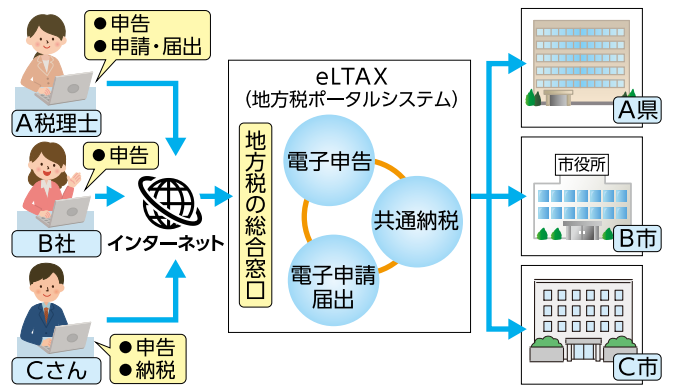 ●申告
●申請・届出
A税理士
●申告
B社
インターネット
Cさん
●申告
●納税
eLTAX
（地方税ポータルシステム）
地方税の総合窓口
電子申告
共通納税
電子申請
届出
A県
市役所
B市
C市